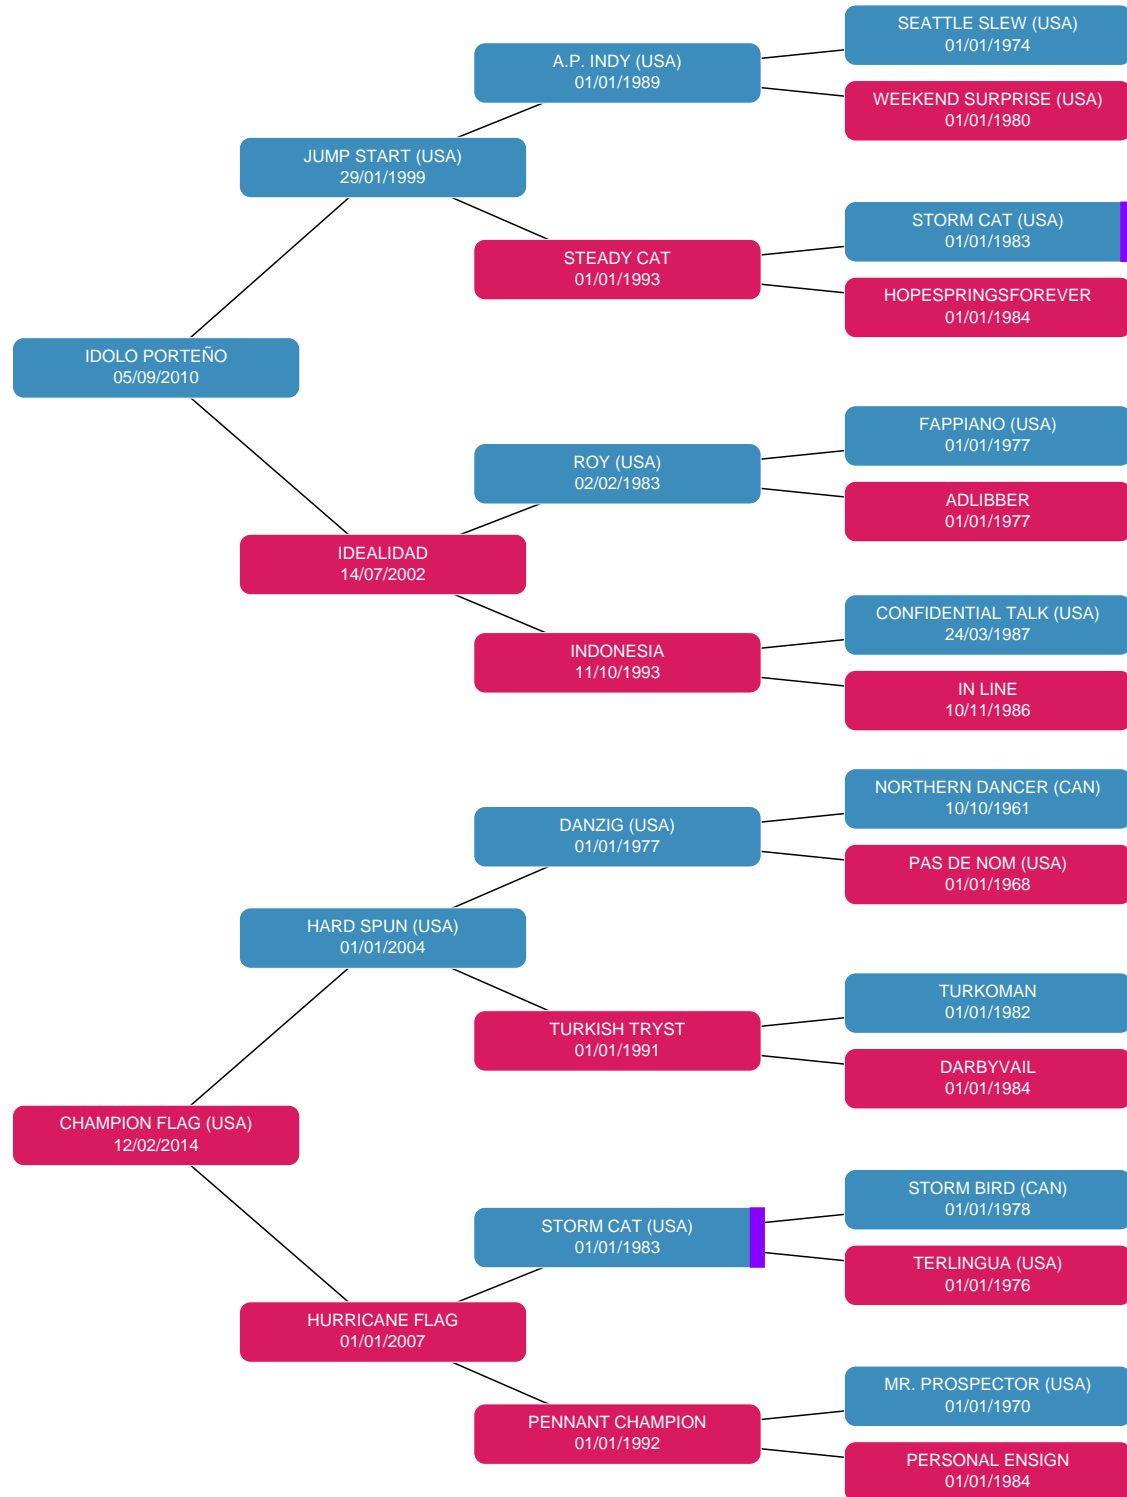 SEATTLE SLEW (USA)
01/01/1974
A.P. INDY (USA)
01/01/1989
WEEKEND SURPRISE (USA)
01/01/1980
JUMP START (USA)
29/01/1999
STORM CAT (USA)
01/01/1983
STEADY CAT
01/01/1993
HOPESPRINGSFOREVER
01/01/1984
IDOLO PORTEÑO
05/09/2010
FAPPIANO (USA)
01/01/1977
ROY (USA)
02/02/1983
ADLIBBER
01/01/1977
IDEALIDAD
14/07/2002
CONFIDENTIAL TALK (USA)
24/03/1987
INDONESIA
11/10/1993
IN LINE
10/11/1986
NORTHERN DANCER (CAN)
10/10/1961
DANZIG (USA)
01/01/1977
PAS DE NOM (USA)
01/01/1968
HARD SPUN (USA)
01/01/2004
TURKOMAN
01/01/1982
TURKISH TRYST
01/01/1991
DARBYVAIL
01/01/1984
CHAMPION FLAG (USA)
12/02/2014
STORM BIRD (CAN)
01/01/1978
STORM CAT (USA)
01/01/1983
TERLINGUA (USA)
01/01/1976
HURRICANE FLAG
01/01/2007
MR. PROSPECTOR (USA)
01/01/1970
PENNANT CHAMPION
01/01/1992
PERSONAL ENSIGN
01/01/1984